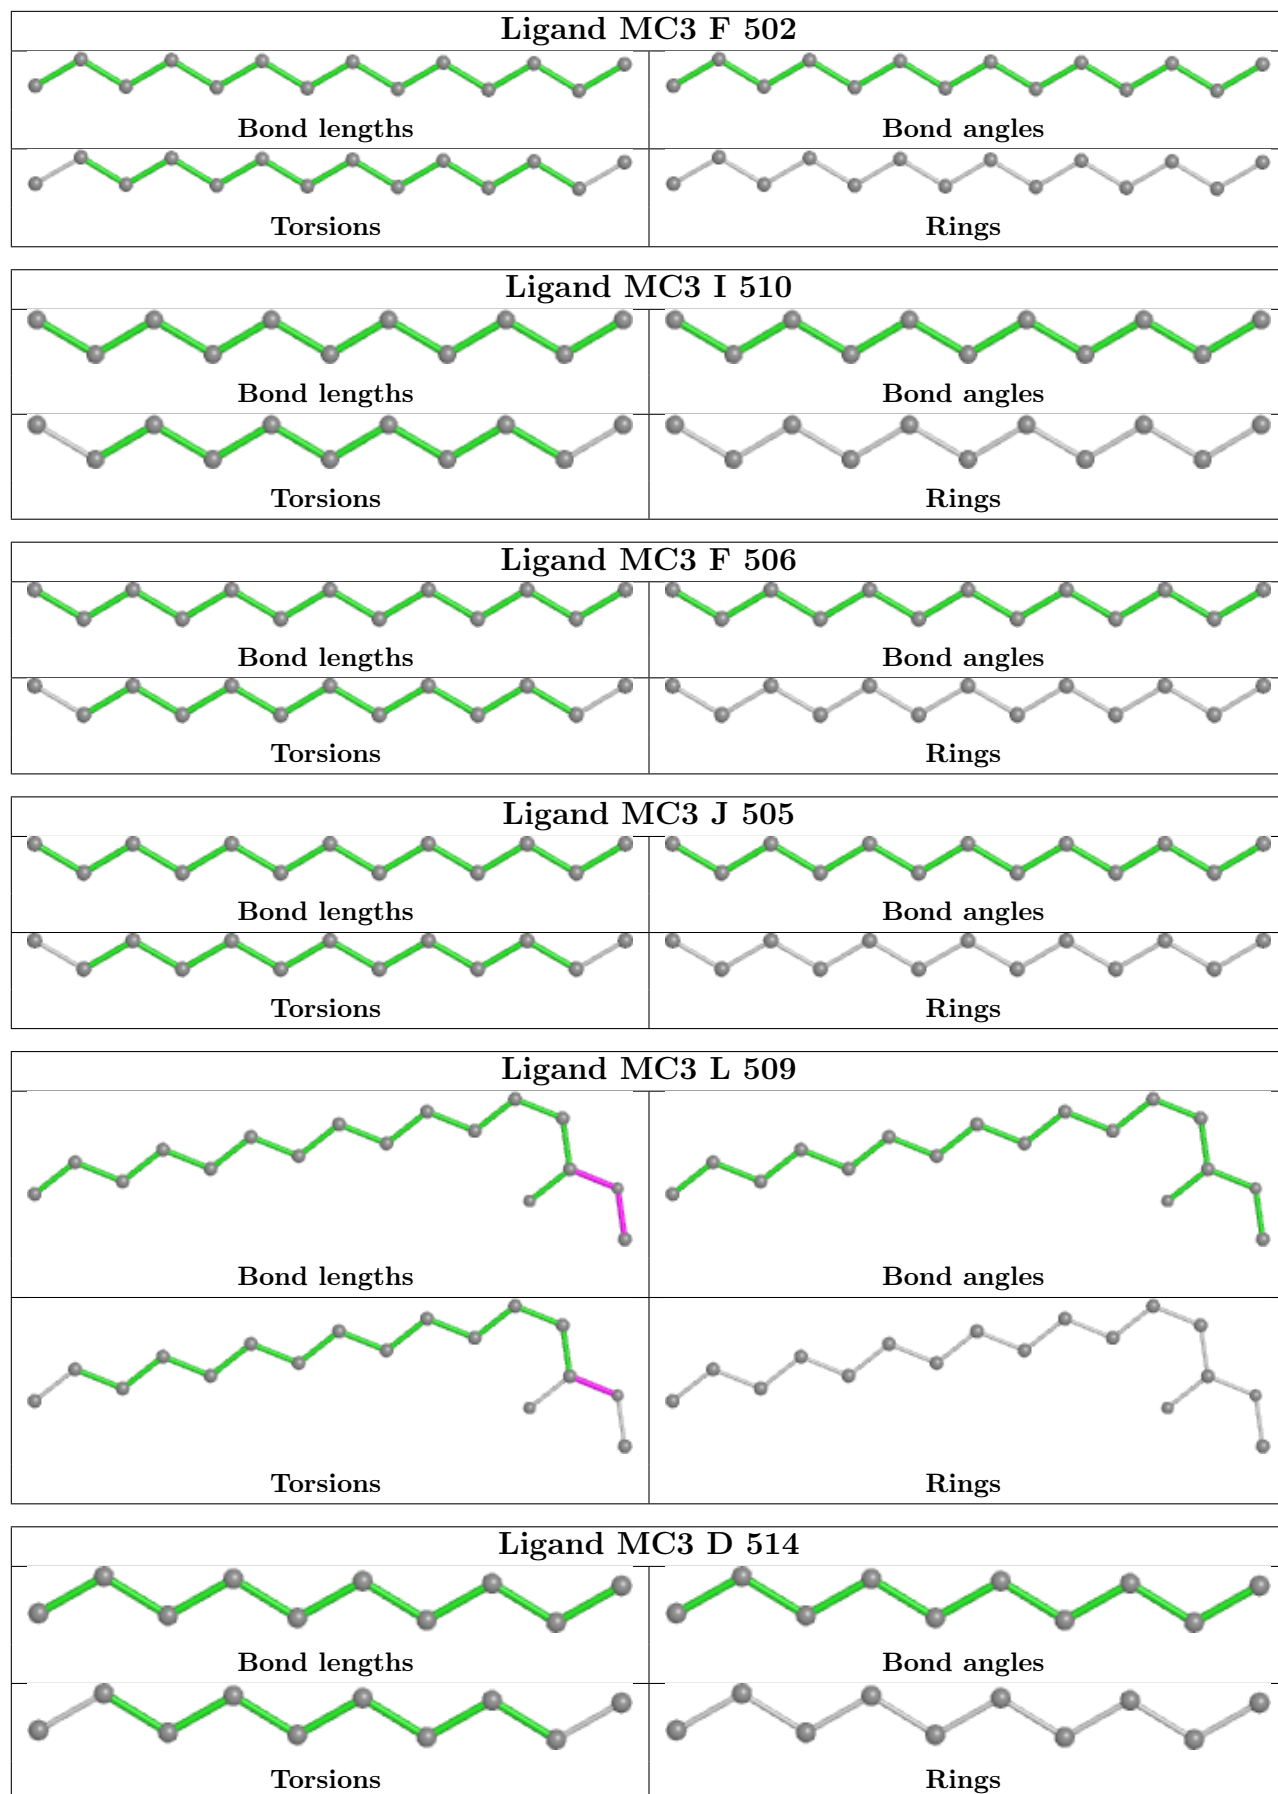 Ligand MC3 F 502
Bond lengths
Bond angles
Torsions
Rings
Ligand MC3 I 510
Bond lengths
Bond angles
Torsions
Rings
Ligand MC3 F 506
Bond lengths
Bond angles
Torsions
Rings
Ligand MC3 J 505
Bond lengths
Bond angles
Torsions
Rings
Ligand MC3 L 509
Bond lengths
Bond angles
Torsions
Rings
Ligand MC3 D 514
Bond lengths
Bond angles
Torsions
Rings